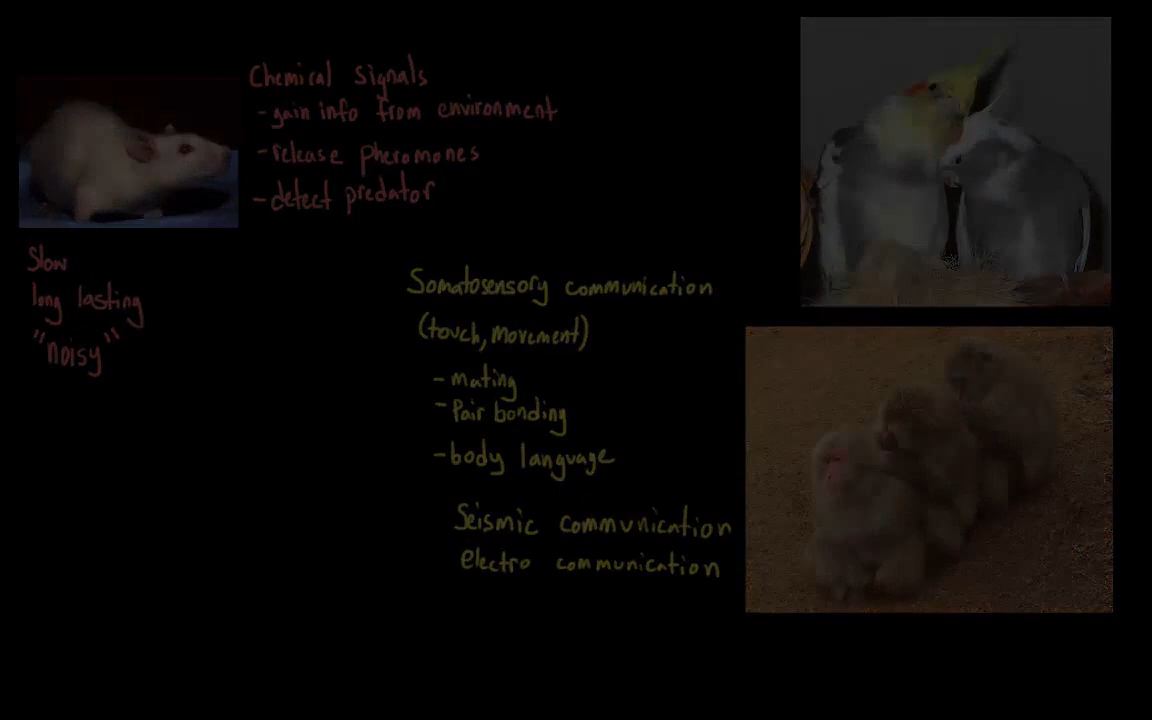 Chemical Signals
-gain info from environment
-release pheromones
-detect predator
Slow
long lasting
"noisy"
Somatosensory communication
(touch, movement)
-mating
-Pair bonding
-body language
Seismic communication
electro communication